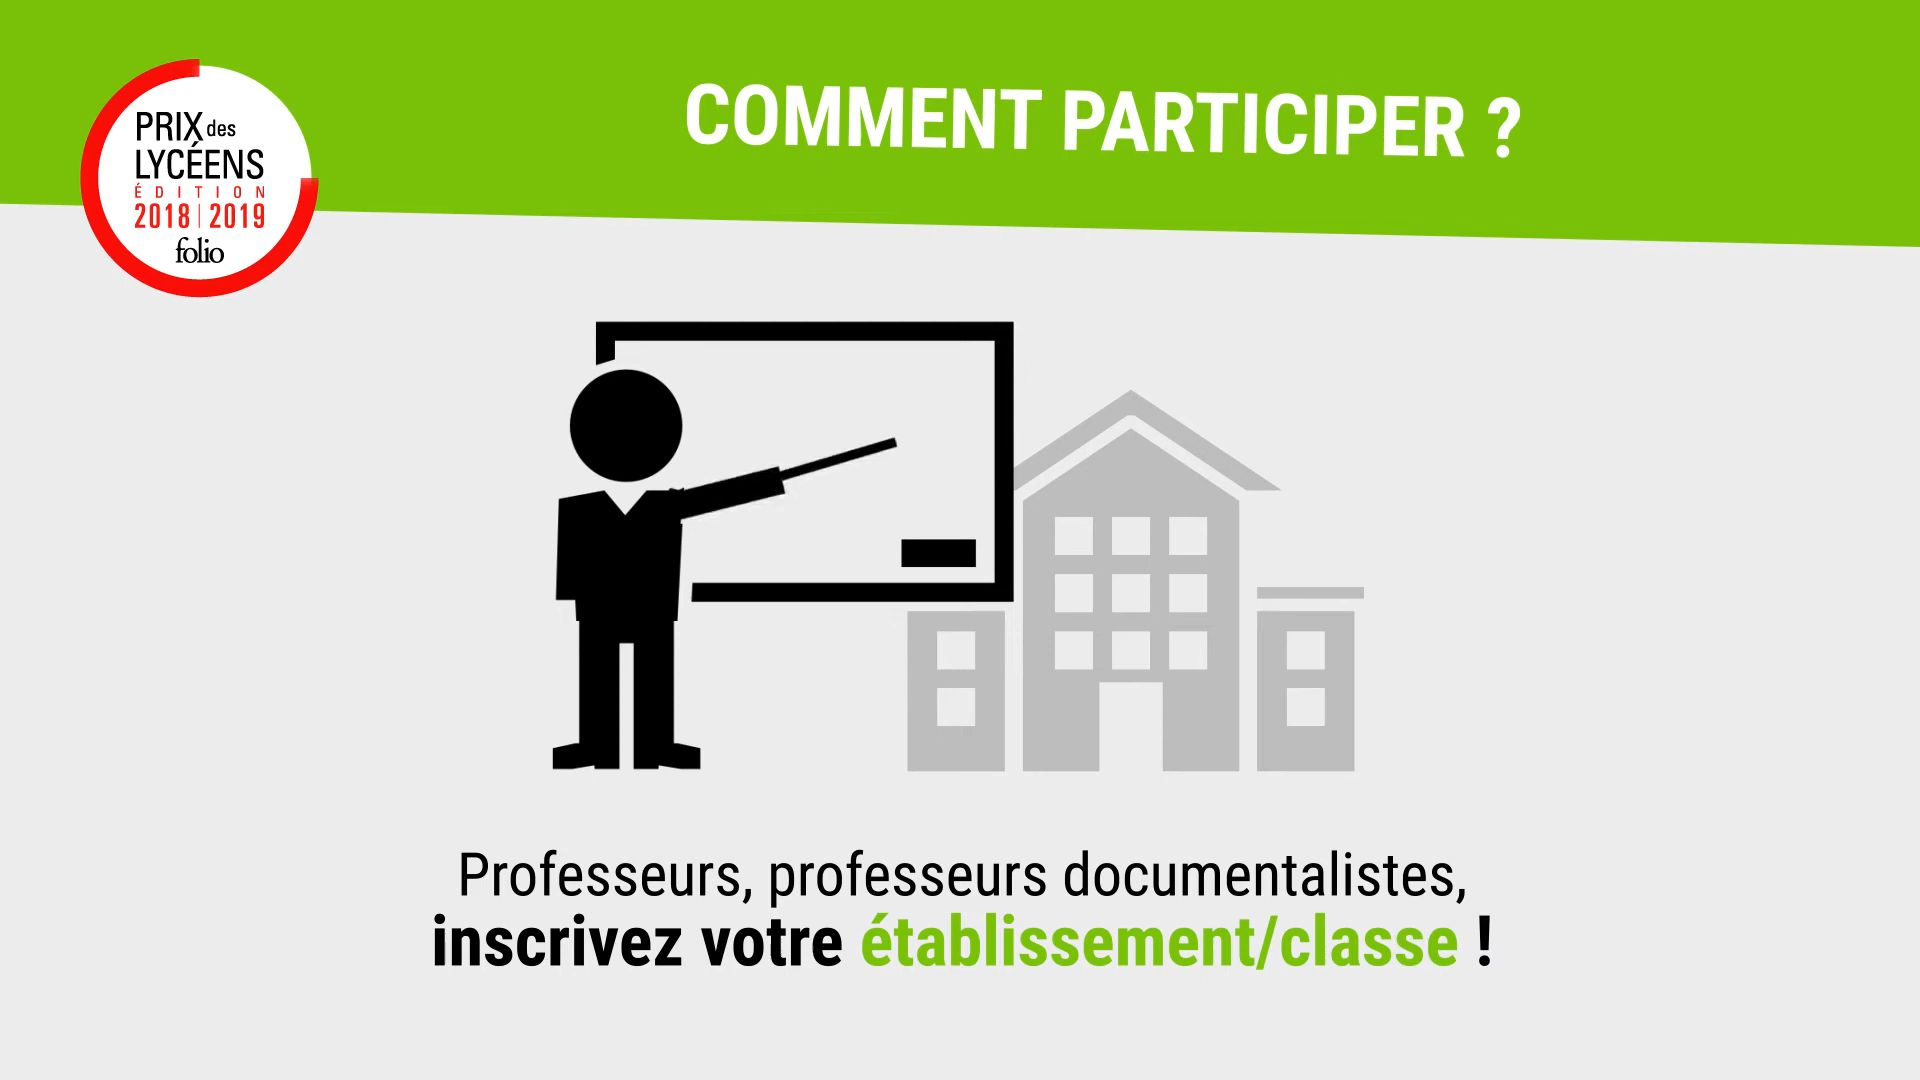 COMMENT PARTICIPER ?
PRIX des
LYCÉENS
ÉDITION
2018 | 2019
folio
Professeurs, professeurs documentalistes,
inscrivez votre établissement/classe !